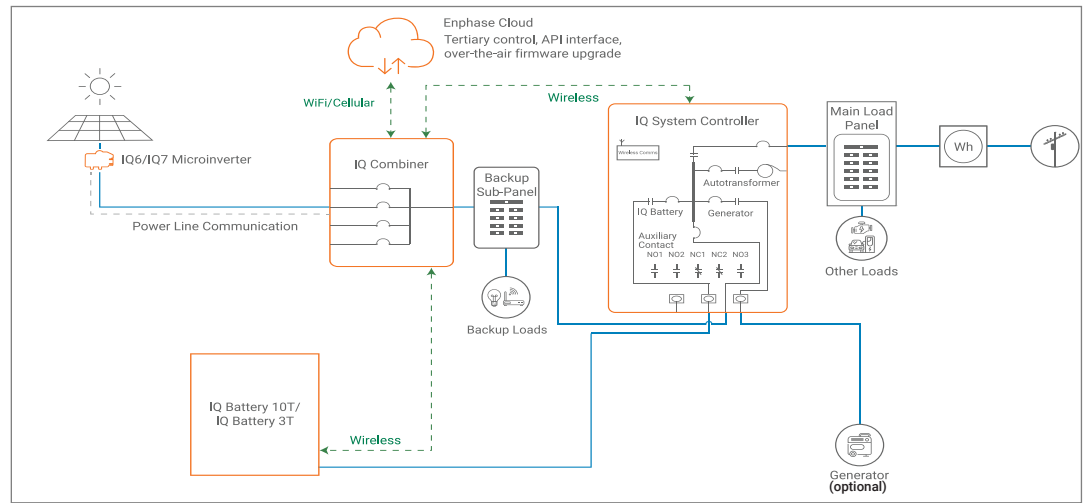 Enphase Cloud
Tertiary control, API interface,
over-the-air firmware upgrade
WiFi/Cellular
Wireless
IQ6/IQ7 Microinverter
Power Line Communication
IQ Combiner
Backup
Sub-Panel
Backup Loads
IQ System Controller
Wireless Comms
Autotransformer
IQ Battery
Generator
Auxiliary
Contact
NO1 NO2 NC1 NC2 NO3
Main Load
Panel
Wh
Other Loads
IQ Battery 10T/
IQ Battery 3T
Wireless
Generator
(optional)